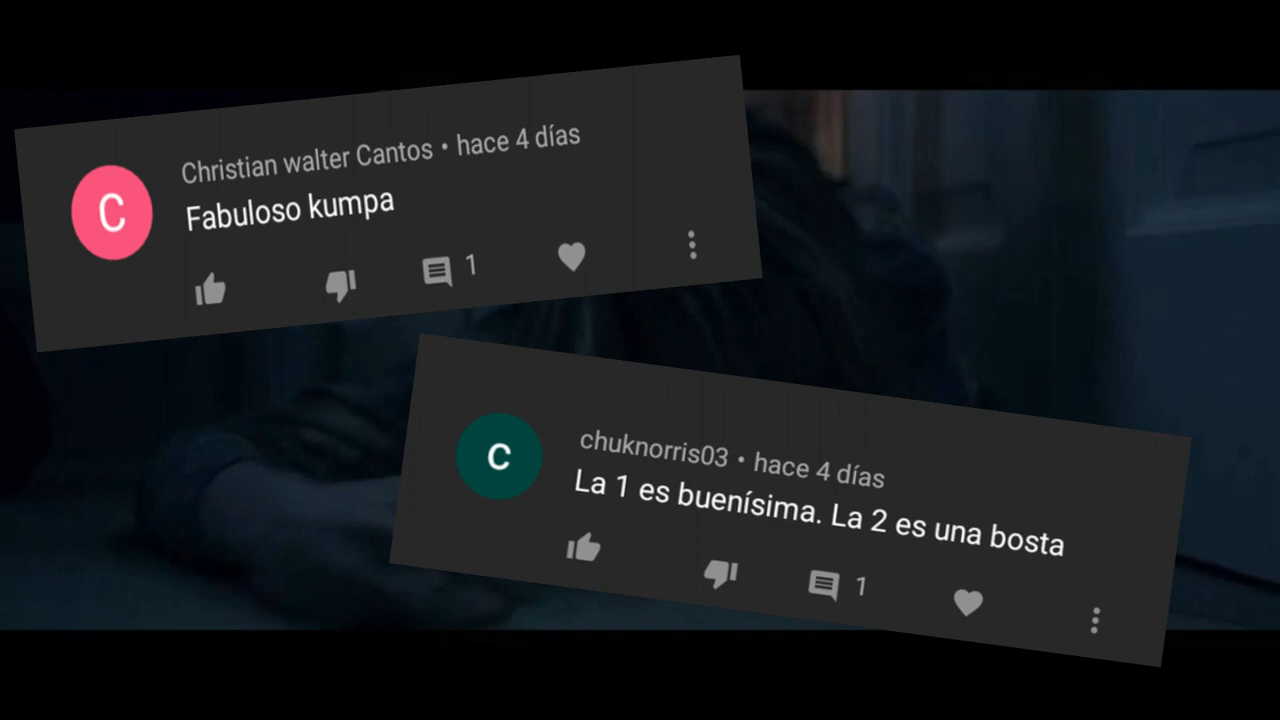 Christian walter Cantos • hace 4 días
Fabuloso kumpa
1
chuknorris03 • hace 4 días
La 1 es buenísima. La 2 es una bosta
1